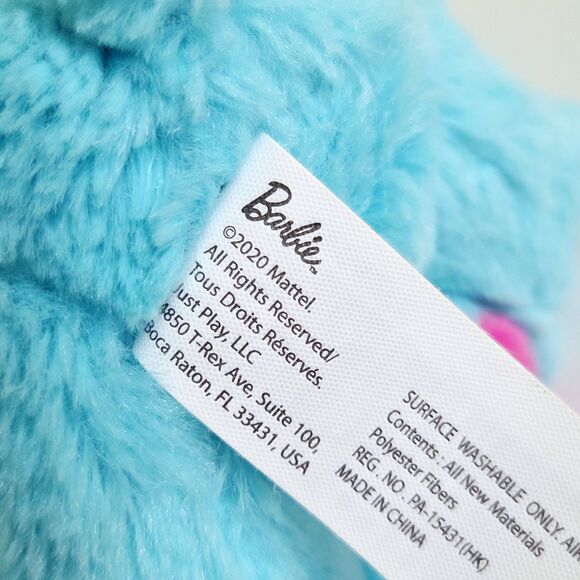 Barbie™
©2020 Mattel.
All Rights Reserved/
Tous Droits Réservés.
Just Play, LLC
4850 T-Rex Ave, Suite 100,
Boca Raton, FL 33431, USA
SURFACE WASHABLE ONLY.
Contents. All New Materials
Polyester Fibers
REG. NO. PA-15431(HK)
MADE IN CHINA